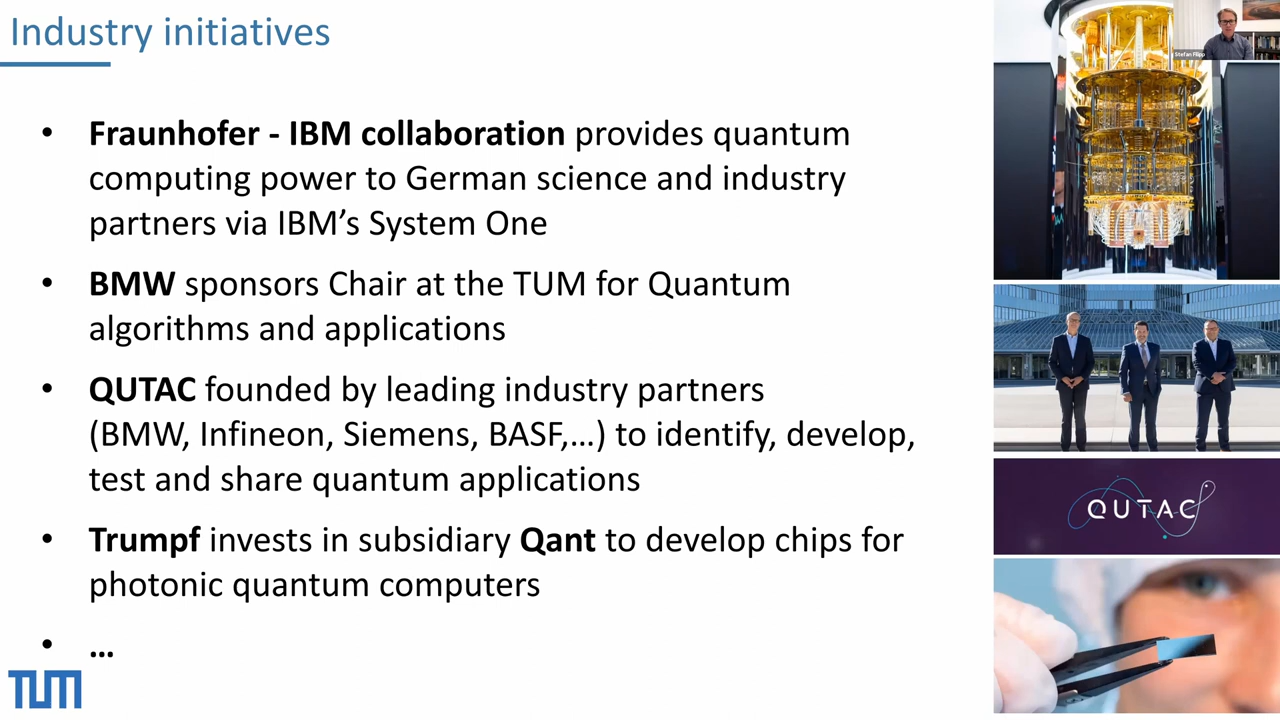 Industry initiatives
• Fraunhofer - IBM collaboration provides quantum
computing power to German science and industry
partners via IBM’s System One
• BMW sponsors Chair at the TUM for Quantum
algorithms and applications
• QUTAC founded by leading industry partners
(BMW, Infineon, Siemens, BASF,…) to identify, develop,
test and share quantum applications
• Trumpf invests in subsidiary Qant to develop chips for
photonic quantum computers
• …
TUM
Stefan Filipp
QUTAC